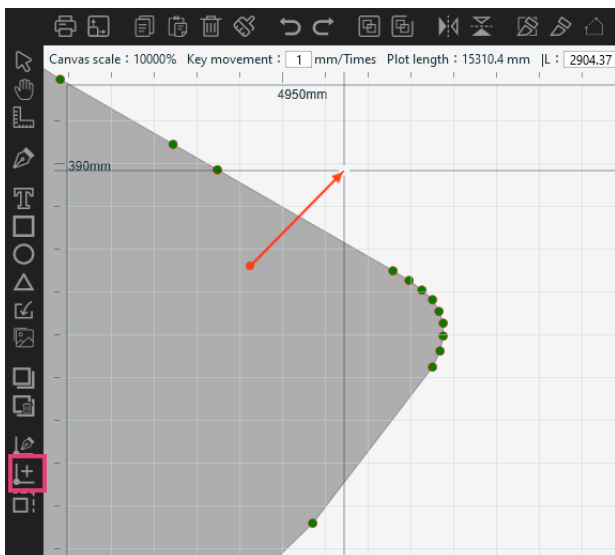 Canvas scale：10000% Key movement： 1 mm/Times Plot length：15310.4 mm |L： 2904.37
4950mm
390mm